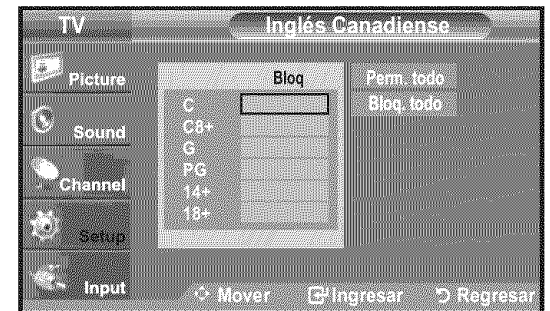 TV
Inglés Canadiense
Picture
Sound
Channel
Setup
Input
Bloq
C
C8+
G
PG
14+
18+
Perm. todo
Bloq. todo
Mover
Ingresar
Regresar